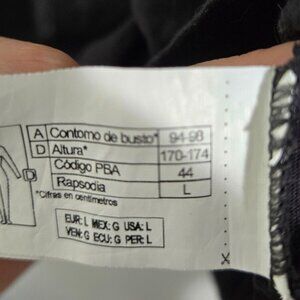 A Contorno de busto* 94-98
D Altura* 170-174
Código PBA 44
Rapsodia L
*Cifras en centímetros
EUR: L MEX: G USA: L
VEN: G ECU: G PER: L